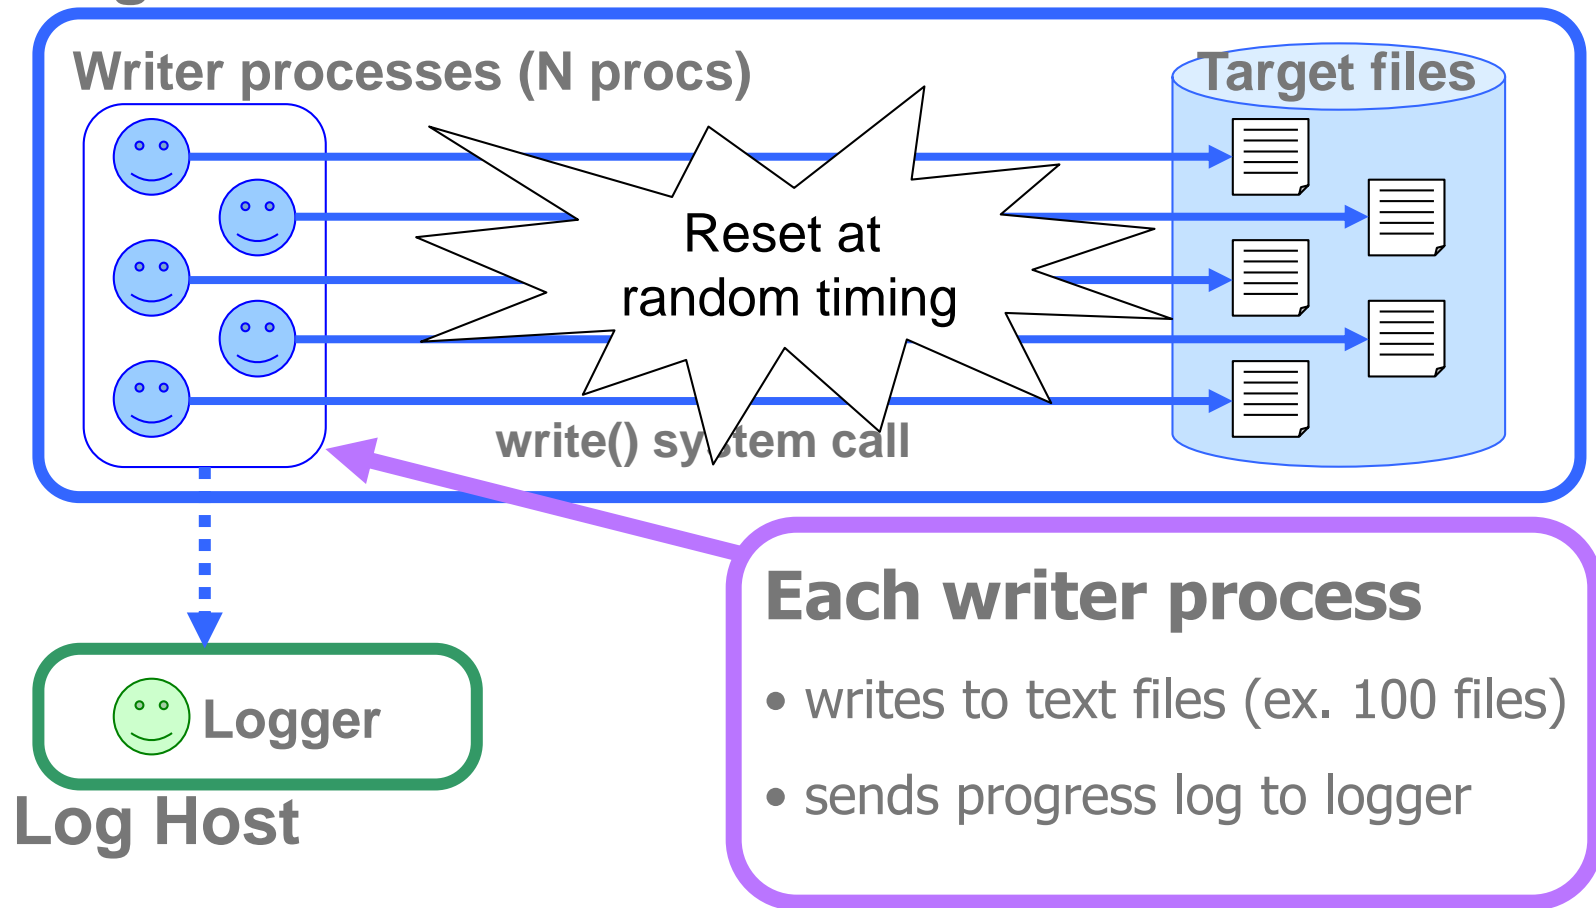 Writer processes (N procs)
Target files
Reset at
random timing
write() system call
Each writer process
• writes to text files (ex. 100 files)
• sends progress log to logger
Logger
Log Host